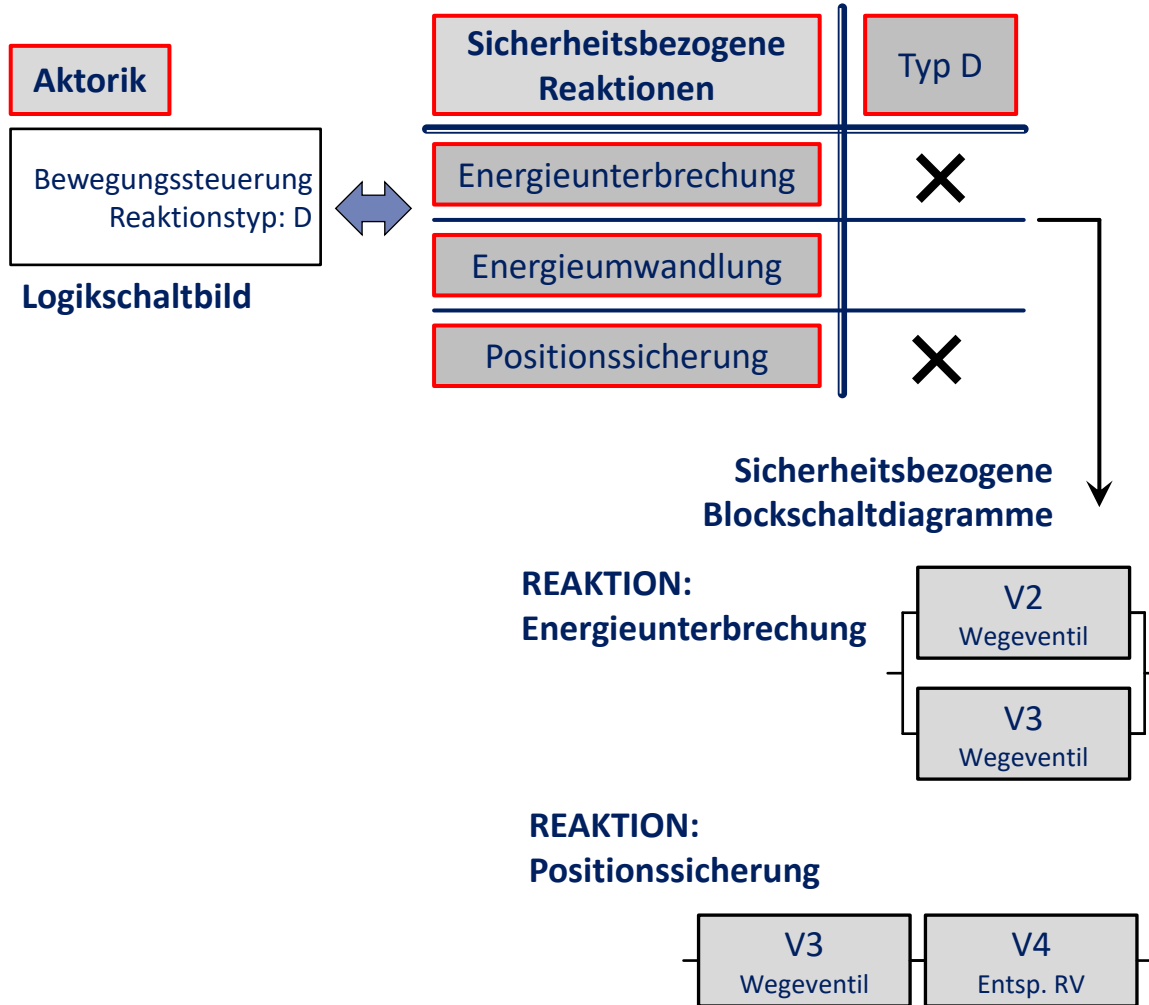 Aktorik
Bewegungssteuerung
Reaktionstyp: D
Logikschaltbild
Sicherheitsbezogene
Reaktionen
Typ D
Energieunterbrechung
Energieumwandlung
Positionssicherung
Sicherheitsbezogene
Blockschaltdiagramme
REAKTION:
Energieunterbrechung
V2
Wegeventil
V3
Wegeventil
REAKTION:
Positionssicherung
V3
Wegeventil
V4
Entsp. RV